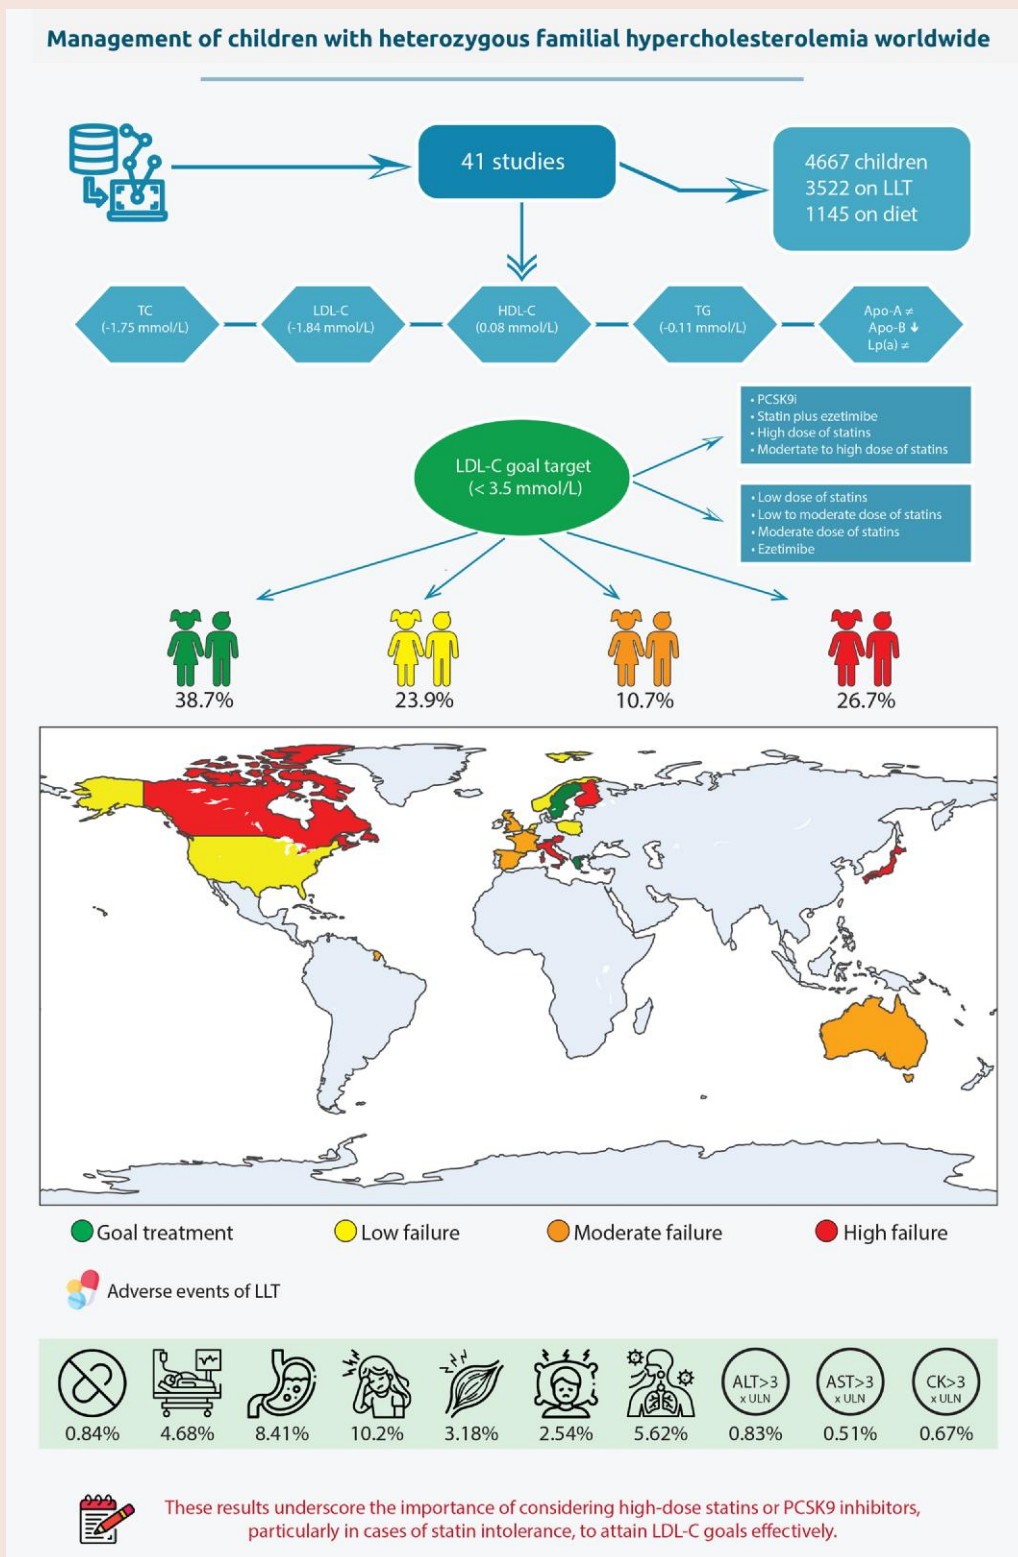 Management of children with heterozygous familial hypercholesterolemia worldwide
41 studies
4667 children
3522 on LLT
1145 on diet
TC
(-1.75 mmol/L)
LDL-C
(-1.84 mmol/L)
HDL-C
(0.08 mmol/L)
TG
(-0.11 mmol/L)
Apo-A ≠
Apo-B ↓
Lp(a) ≠
• PCSK9i
• Statin plus ezetimibe
• High dose of statins
• Modertate to high dose of statins
LDL-C goal target
(< 3.5 mmol/L)
• Low dose of statins
• Low to moderate dose of statins
• Moderate dose of statins
• Ezetimibe
38.7%
23.9%
10.7%
26.7%
Goal treatment
Low failure
Moderate failure
High failure
Adverse events of LLT
ALT>3
x ULN
AST>3
x ULN
CK>3
x ULN
0.84%
4.68%
8.41%
10.2%
3.18%
2.54%
5.62%
0.83%
0.51%
0.67%
These results underscore the importance of considering high-dose statins or PCSK9 inhibitors,
particularly in cases of statin intolerance, to attain LDL-C goals effectively.